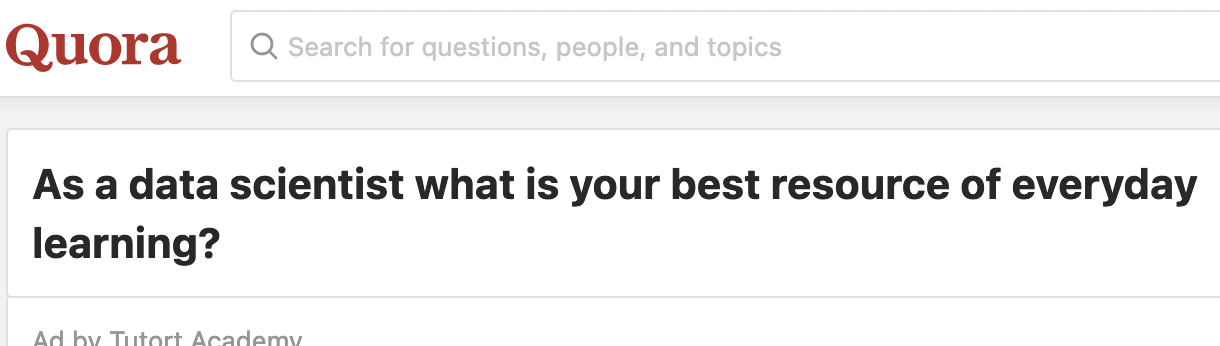 Quora
Search for questions, people, and topics
As a data scientist what is your best resource of everyday
learning?
Ad by Tutort Academy